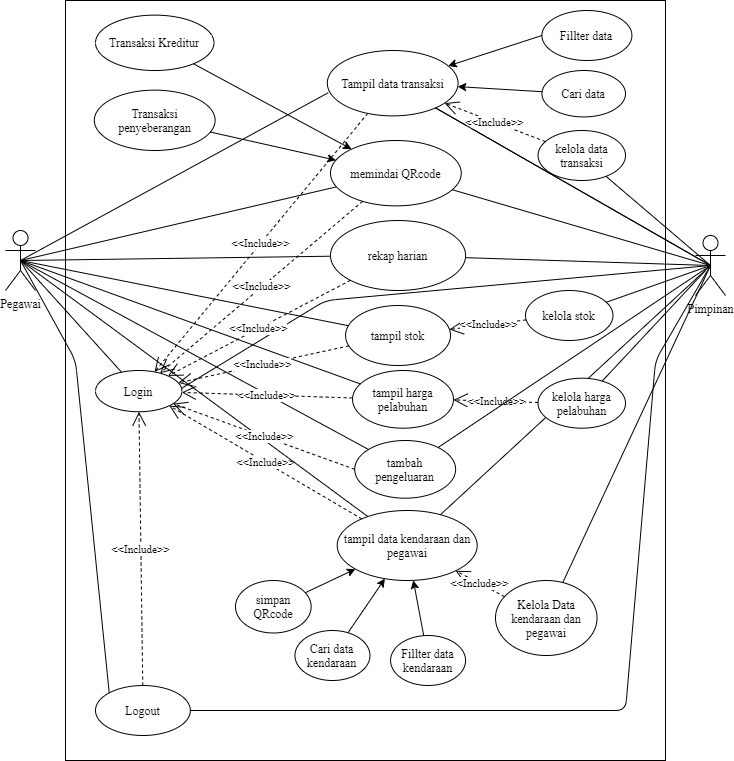 Transaksi Kreditur
Fillter data
Tampil data transaksi
Cari data
Transaksi
penyeberangan
<<Include>>
kelola data
transaksi
memindai QRcode
<<Include>>
rekap harian
<<Include>>
Pegawai
Pimpinan
kelola stok
<<Include>>
<<Include>>
tampil stok
<<Include>>
Login
<<Include>>
tampil harga
pelabuhan
<<Include>>
kelola harga
pelabuhan
<<Include>>
<<Include>>
tambah
pengeluaran
tampil data kendaraan dan
pegawai
<<Include>>
<<Include>>
simpan
QRcode
Kelola Data
kendaraan dan
pegawai
Cari data
kendaraan
Fillter data
kendaraan
Logout